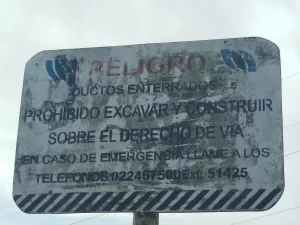 PELIGRO
DUCTOS ENTERRADOS
PROHIBIDO EXCAVAR Y CONSTRUIR
SOBRE EL DERECHO DE VIA
EN CASO DE EMERGENCIA LLAME A LOS
TELEFONOS: Ext. 51425